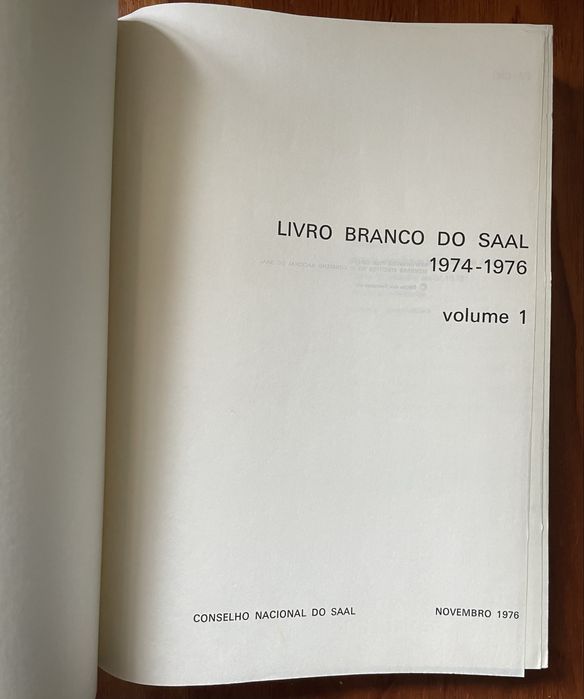 LIVRO BRANCO DO SAAL
1974-1976
volume 1
CONSELHO NACIONAL DO SAAL NOVEMBRO 1976